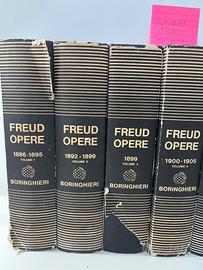 FREUD
OPERE
1886-1895
VOLUME 1
BORINGHIERI
FREUD
OPERE
1892-1899
VOLUME 2
BORINGHIERI
FREUD
OPERE
1899
VOLUME 3
BORINGHIERI
FREUD
OPERE
1900-1905
VOLUME 4
BORINGHIERI